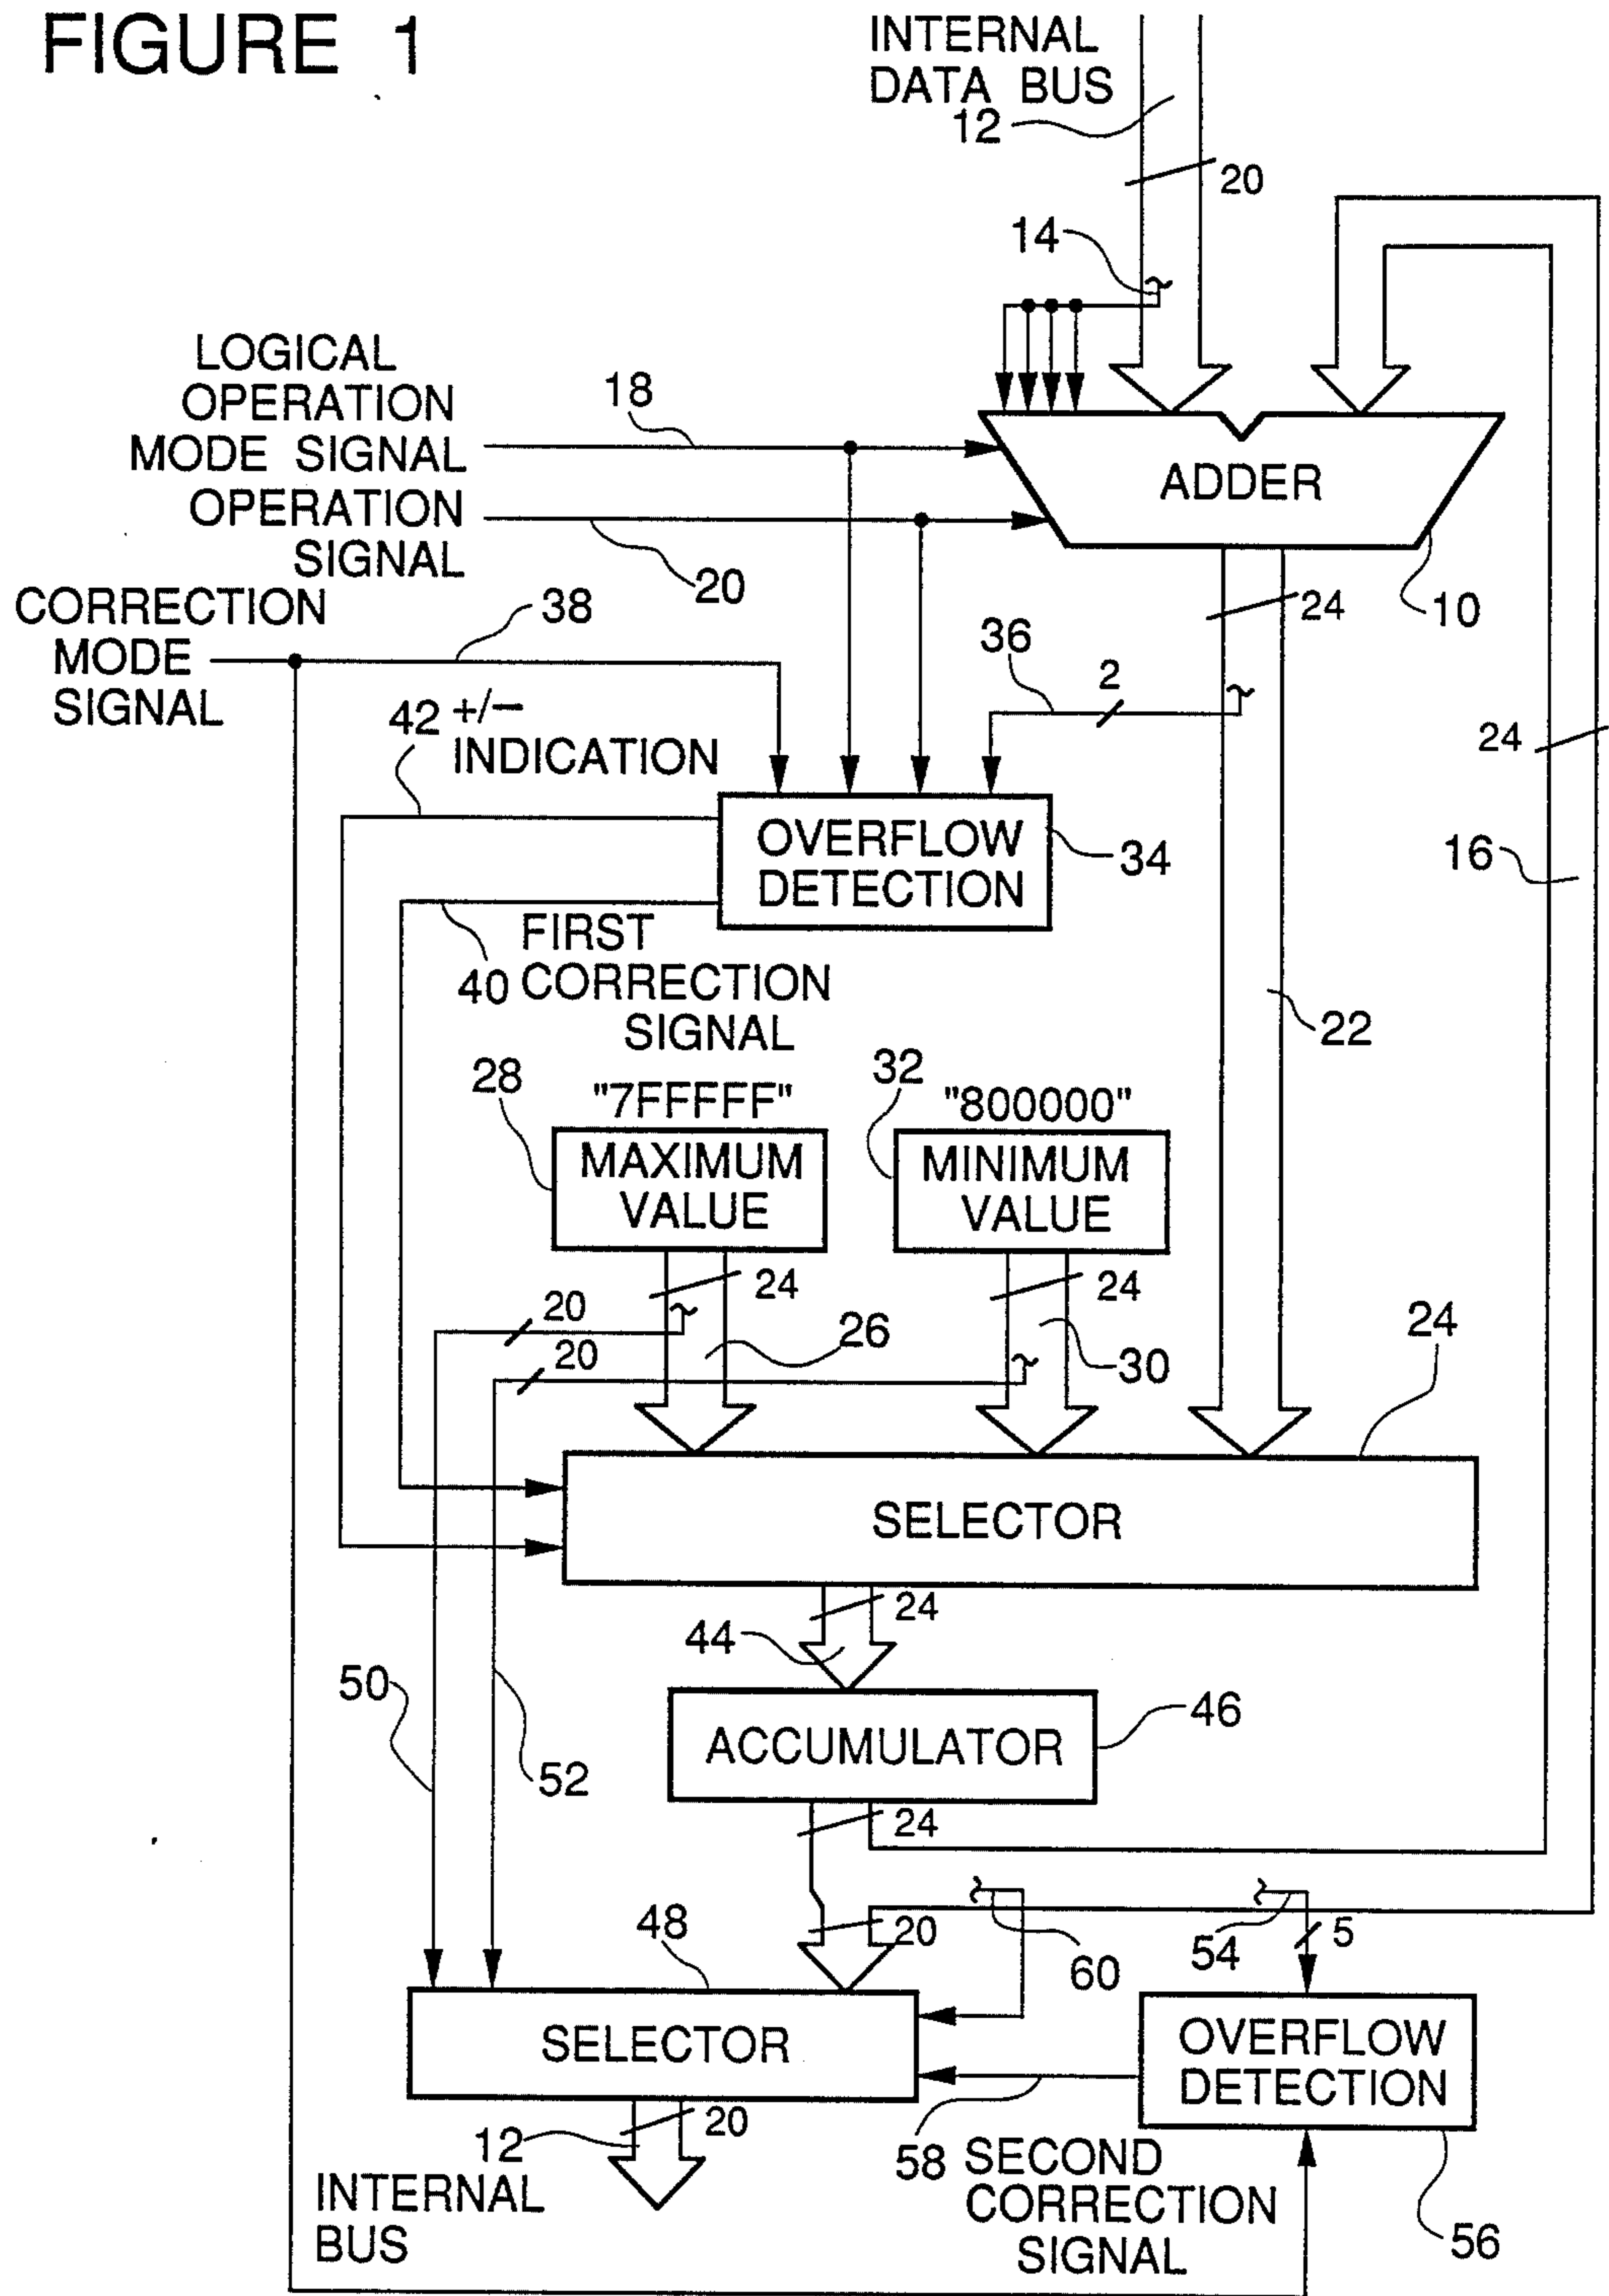 FIGURE 1
INTERNAL
DATA BUS
12
20
14
LOGICAL
OPERATION
MODE SIGNAL
18
OPERATION
SIGNAL
20
ADDER
10
24
CORRECTION
MODE
SIGNAL
38
36
2
42
+/−
INDICATION
24
16
OVERFLOW
DETECTION
34
FIRST
40 CORRECTION
SIGNAL
22
28
"7FFFFF"
32
"800000"
MAXIMUM
VALUE
MINIMUM
VALUE
24
24
20
20
26
30
24
SELECTOR
24
44
50
52
ACCUMULATOR
46
24
20
60
54
5
48
SELECTOR
OVERFLOW
DETECTION
20
12
INTERNAL
BUS
58 SECOND
CORRECTION
SIGNAL
56